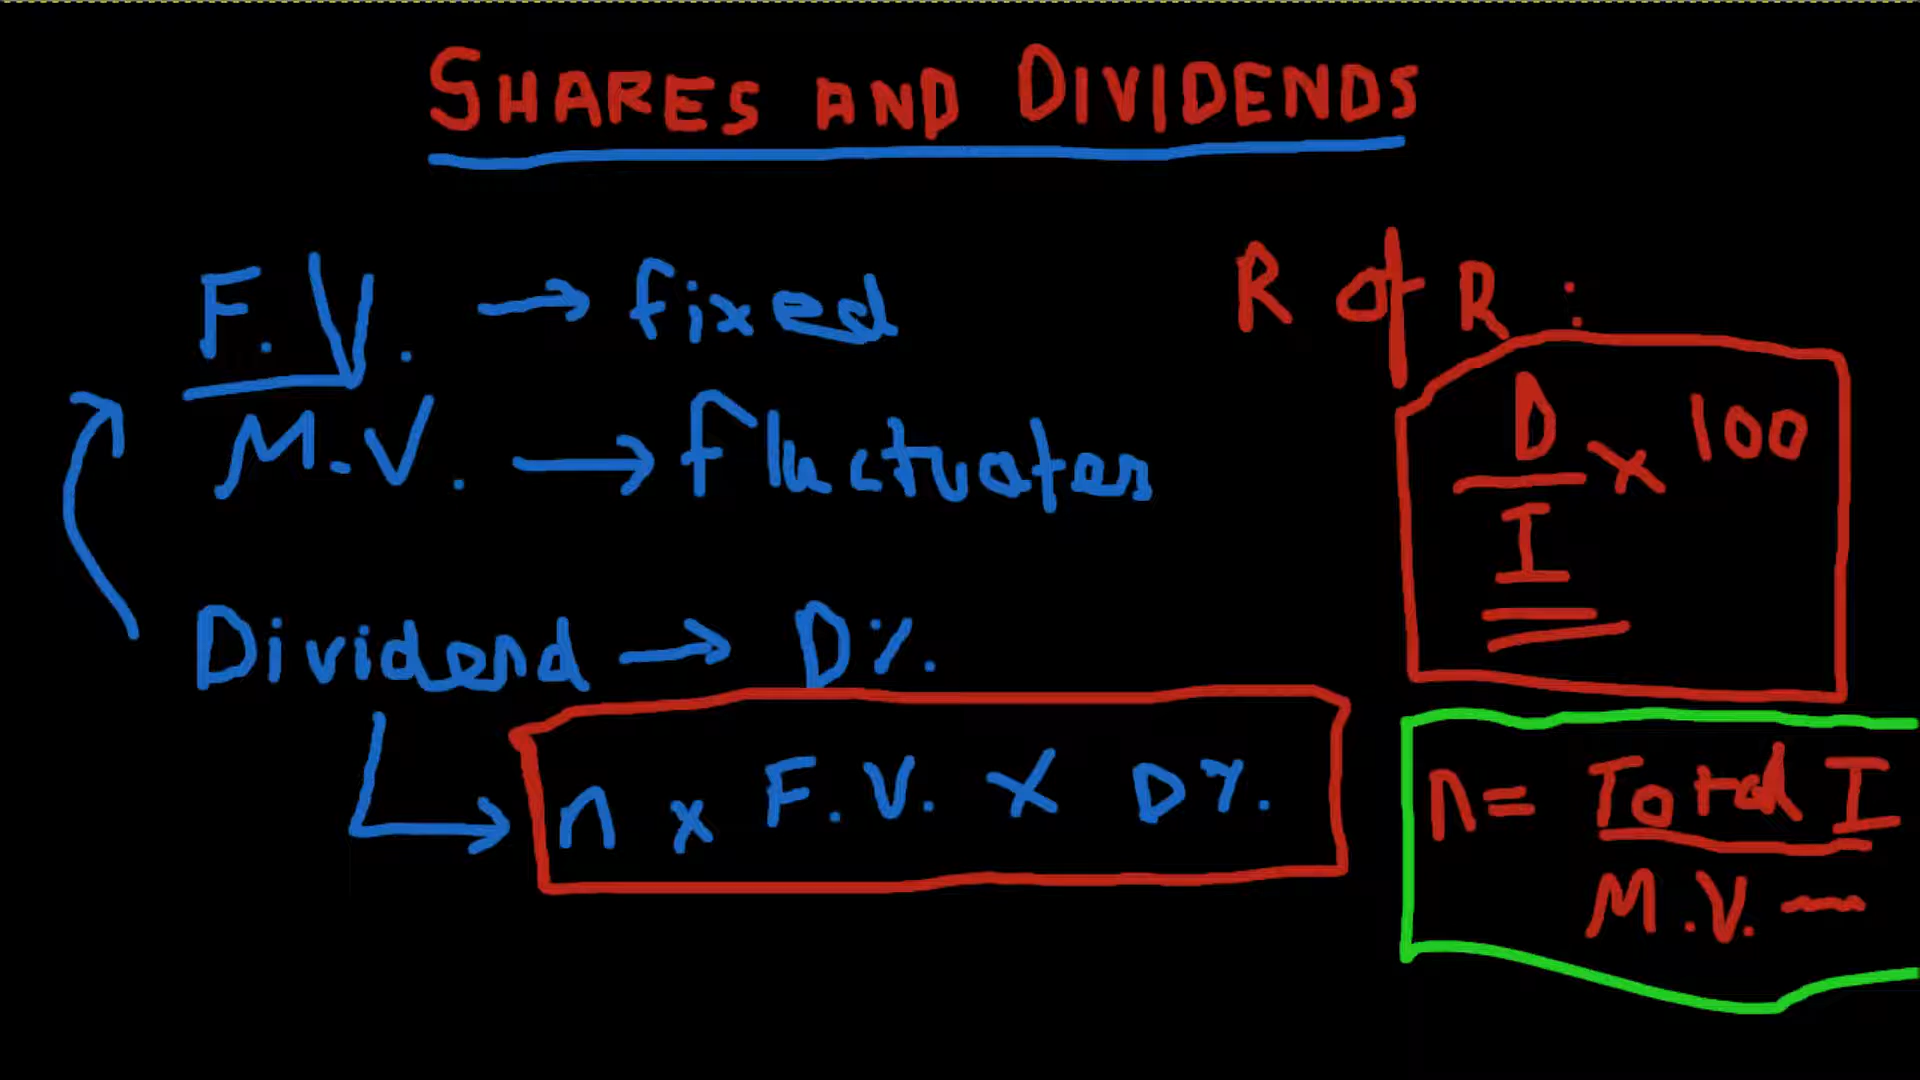 SHARES AND DIVIDENDS
F.V. → fixed
M.V. → fluctuates
Dividend → D%.
n x F.V. x D%.
R of R :
D/I x 100
n = Total I
M.V.